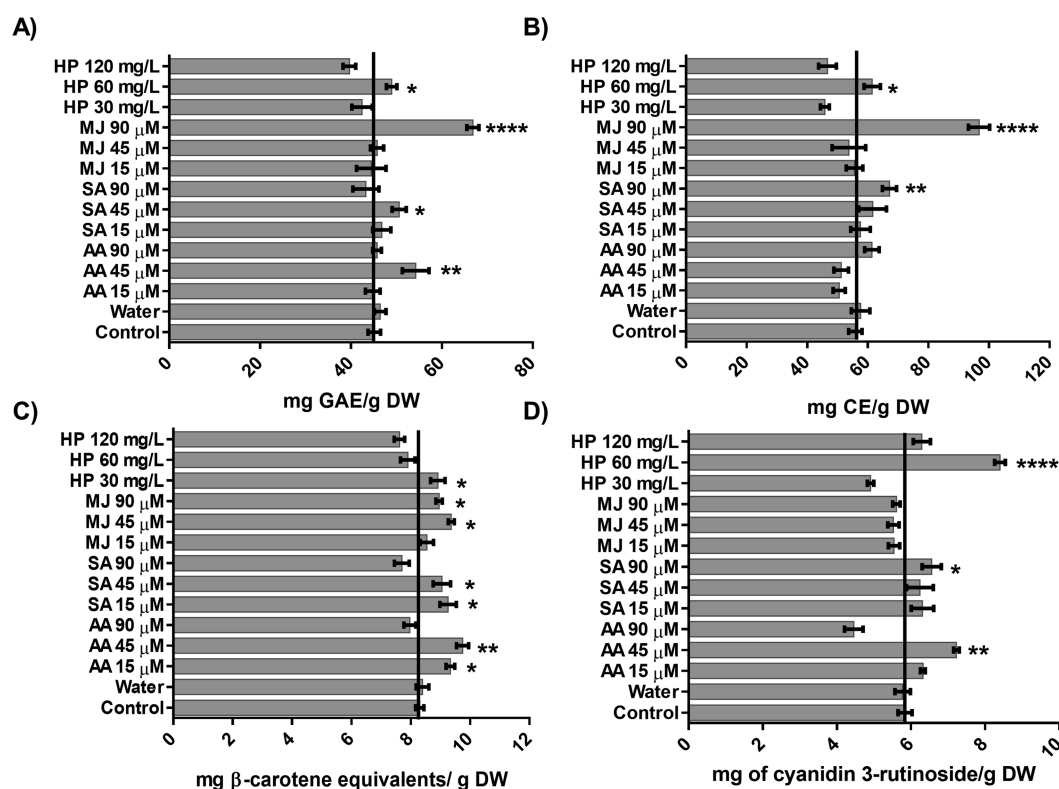 A)
HP 120 mg/L
HP 60 mg/L
*
HP 30 mg/L
MJ 90 μM
****
MJ 45 μM
MJ 15 μM
SA 90 μM
SA 45 μM
*
SA 15 μM
AA 90 μM
AA 45 μM
**
AA 15 μM
Water
Control
0 20 40 60 80
mg GAE/g DW
B)
HP 120 mg/L
HP 60 mg/L
*
HP 30 mg/L
MJ 90 μM
****
MJ 45 μM
MJ 15 μM
SA 90 μM
**
SA 45 μM
SA 15 μM
AA 90 μM
AA 45 μM
AA 15 μM
Water
Control
0 20 40 60 80 100 120
mg CE/g DW
C)
HP 120 mg/L
HP 60 mg/L
HP 30 mg/L
*
MJ 90 μM
*
MJ 45 μM
*
MJ 15 μM
SA 90 μM
SA 45 μM
*
SA 15 μM
*
AA 90 μM
AA 45 μM
**
AA 15 μM
*
Water
Control
0 2 4 6 8 10 12
mg β-carotene equivalents/ g DW
D)
HP 120 mg/L
HP 60 mg/L
****
HP 30 mg/L
MJ 90 μM
MJ 45 μM
MJ 15 μM
SA 90 μM
*
SA 45 μM
SA 15 μM
AA 90 μM
AA 45 μM
**
AA 15 μM
Water
Control
0 2 4 6 8 10
mg of cyanidin 3-rutinoside/g DW